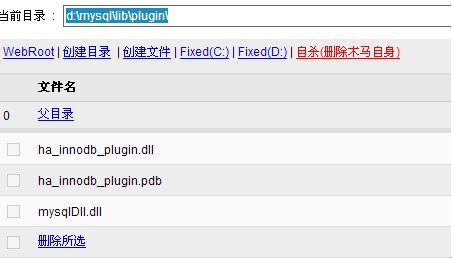 当前目录 : d:\mysql\lib\plugin\
WebRoot | 创建目录 | 创建文件 | Fixed(C:) | Fixed(D:) | 自杀(删除木马自身)
文件名
0 父目录
ha_innodb_plugin.dll
ha_innodb_plugin.pdb
mysqlDll.dll
删除所选